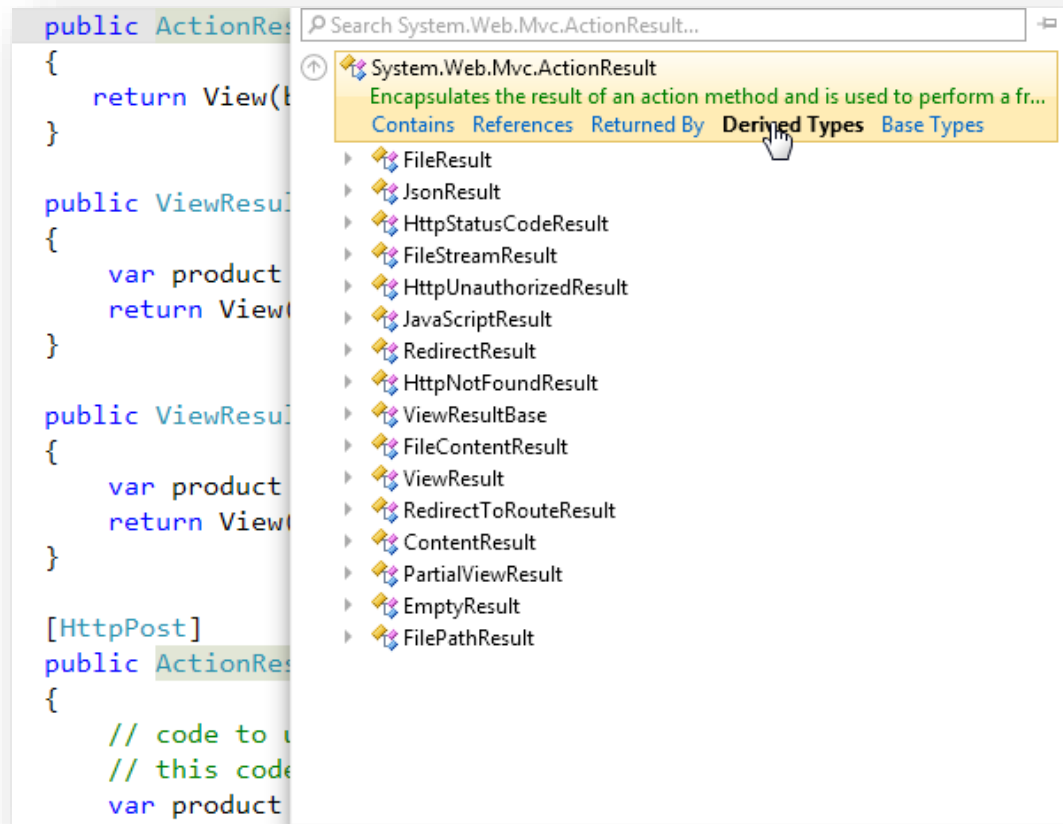 public ActionRes
{
return View(
}
public ViewResul
{
var product
return View(
}
public ViewResul
{
var product
return View(
}
[HttpPost]
public ActionRes
{
// code to
// this code
var product
Search System.Web.Mvc.ActionResult...
System.Web.Mvc.ActionResult
Encapsulates the result of an action method and is used to perform a fr...
Contains References Returned By Derived Types Base Types
FileResult
JsonResult
HttpStatusCodeResult
FileStreamResult
HttpUnauthorizedResult
JavaScriptResult
RedirectResult
HttpNotFoundResult
ViewResultBase
FileContentResult
ViewResult
RedirectToRouteResult
ContentResult
PartialViewResult
EmptyResult
FilePathResult